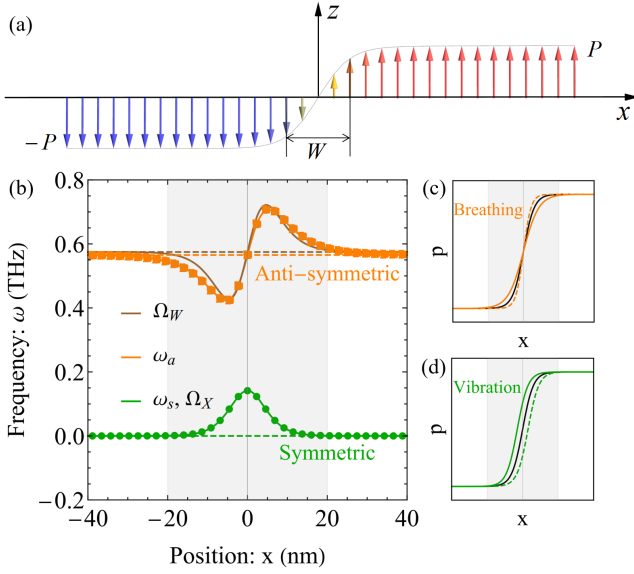 (a)
z
P
x
−P
W
(b)
0.8
0.6
0.4
0.2
0.0
−0.2
Frequency: ω (THz)
Anti−symmetric
Ω_W
ω_a
ω_s, Ω_X
Symmetric
−40
−20
0
20
40
Position: x (nm)
(c)
Breathing
p
x
(d)
Vibration
p
x